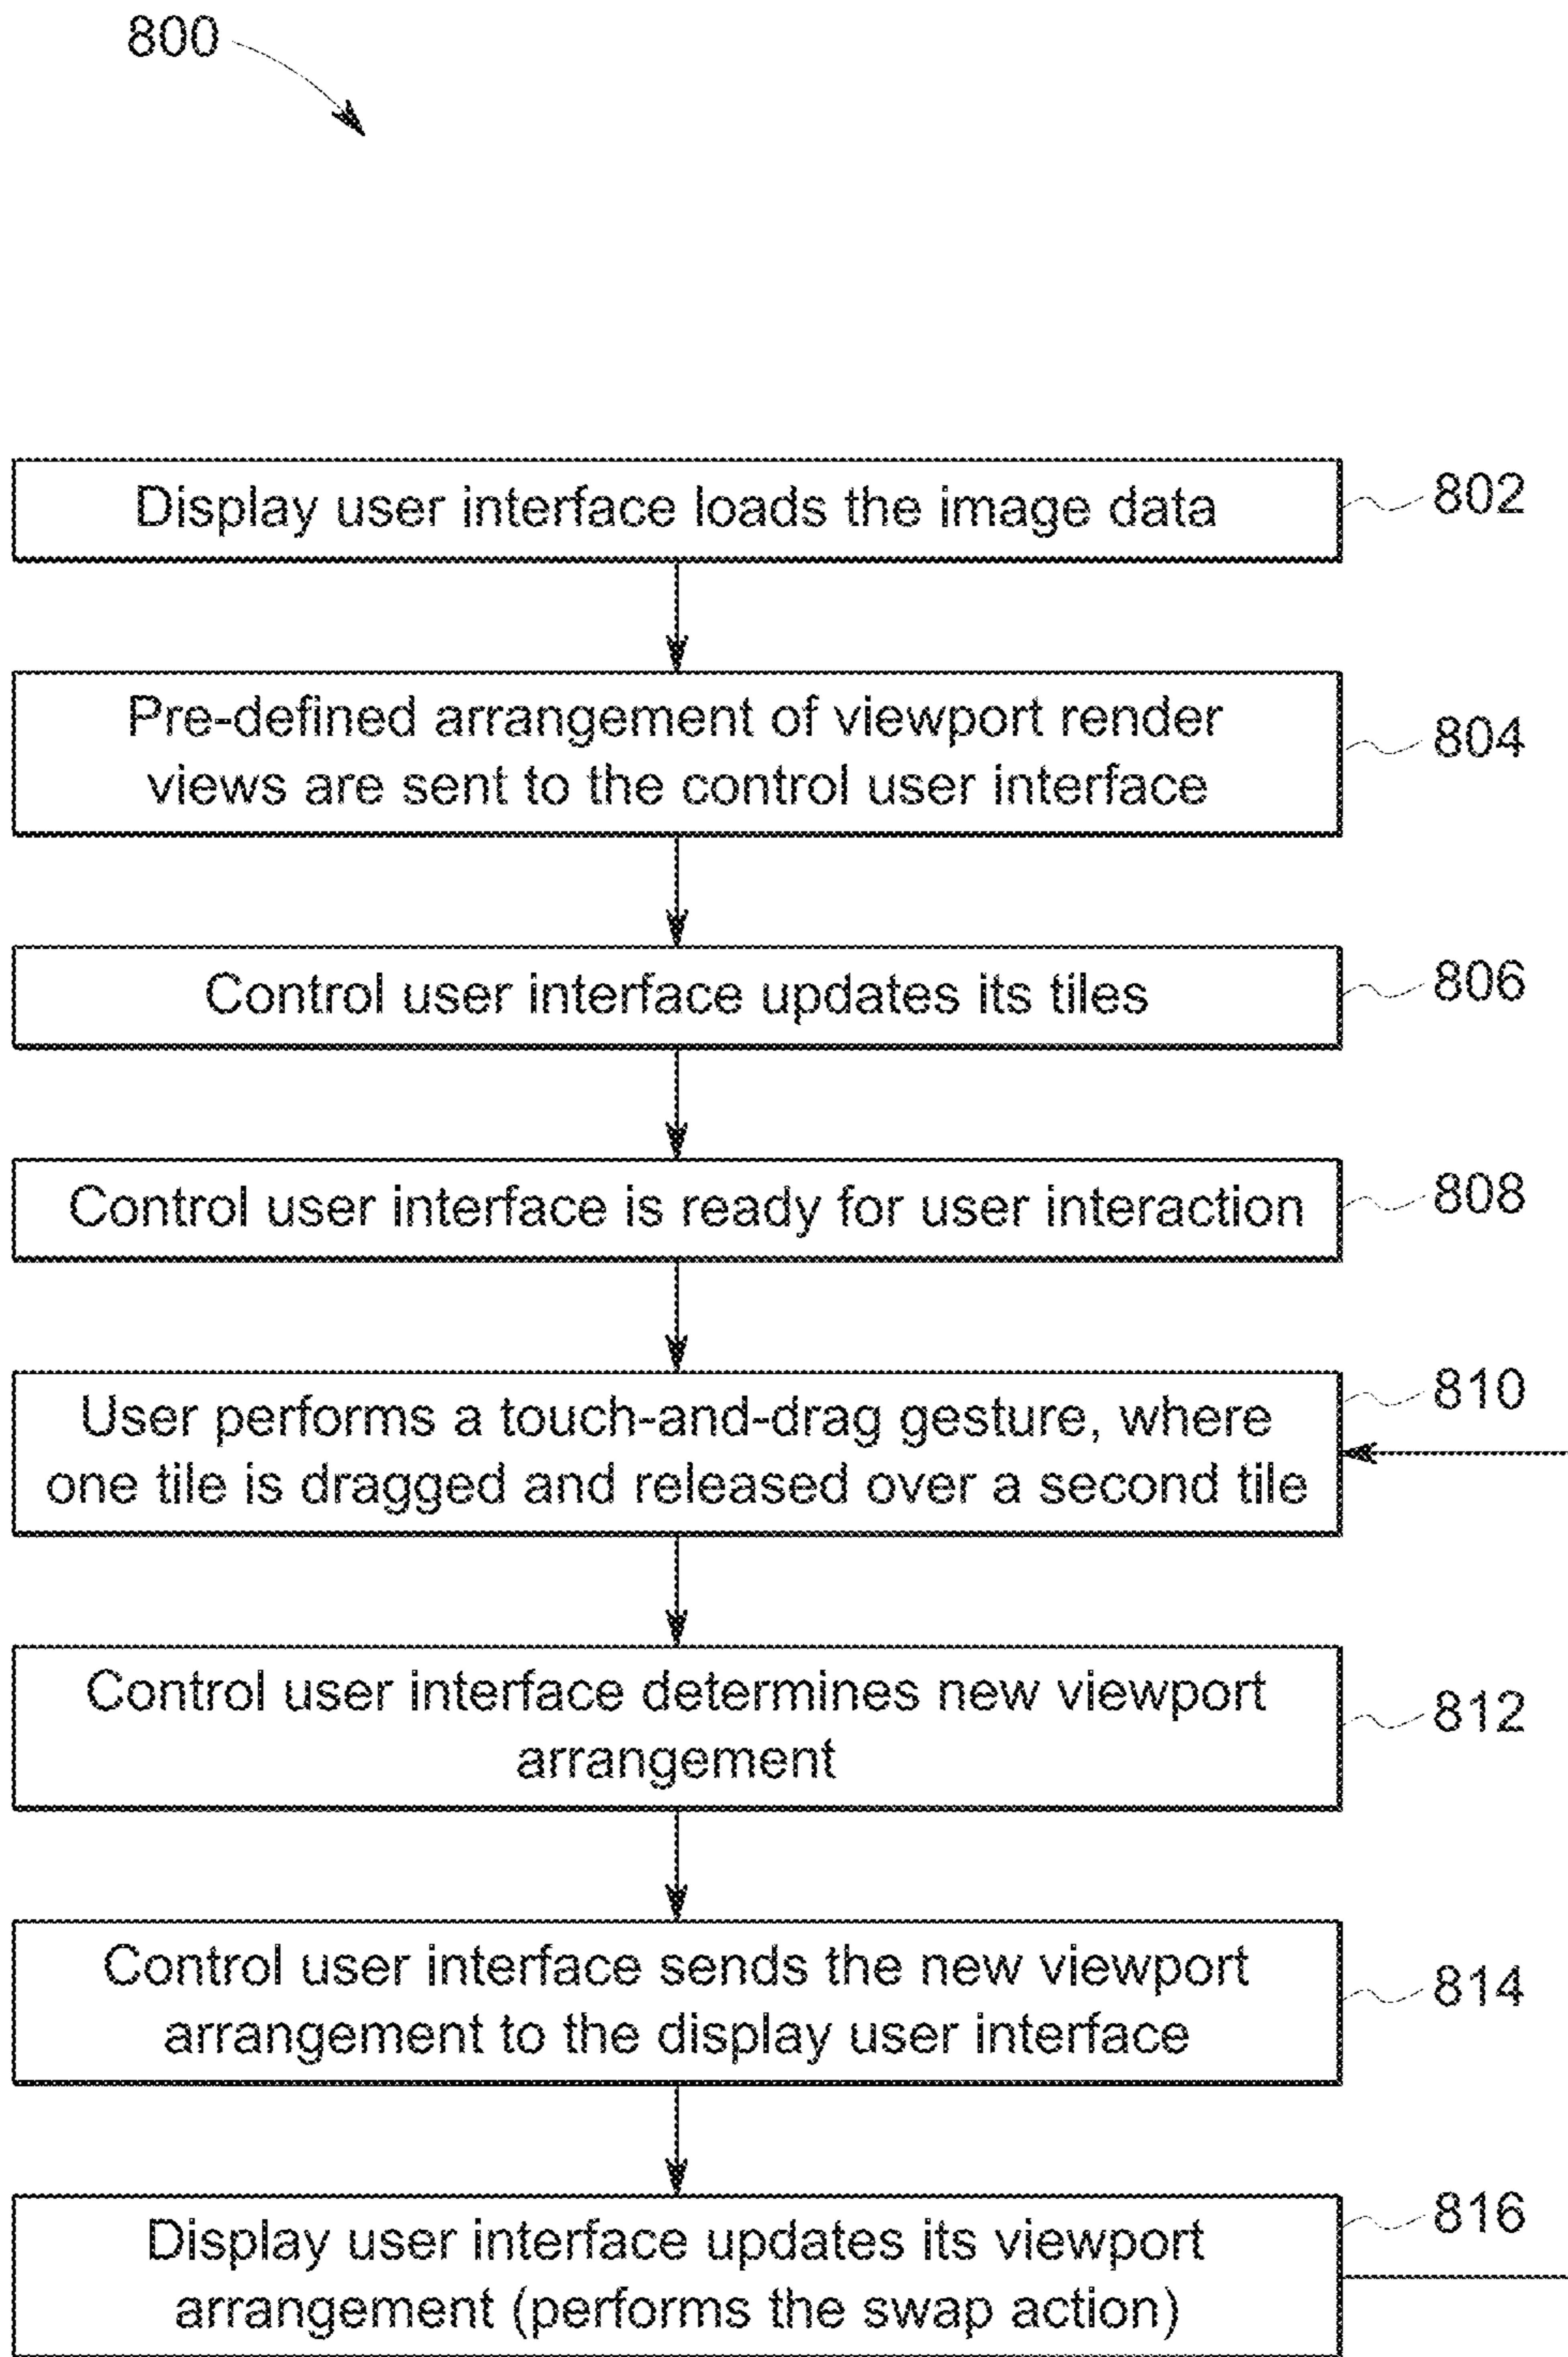 800
Display user interface loads the image data
802
Pre-defined arrangement of viewport render
views are sent to the control user interface
804
Control user interface updates its tiles
806
Control user interface is ready for user interaction
808
User performs a touch-and-drag gesture, where
one tile is dragged and released over a second tile
810
Control user interface determines new viewport
arrangement
812
Control user interface sends the new viewport
arrangement to the display user interface
814
Display user interface updates its viewport
arrangement (performs the swap action)
816